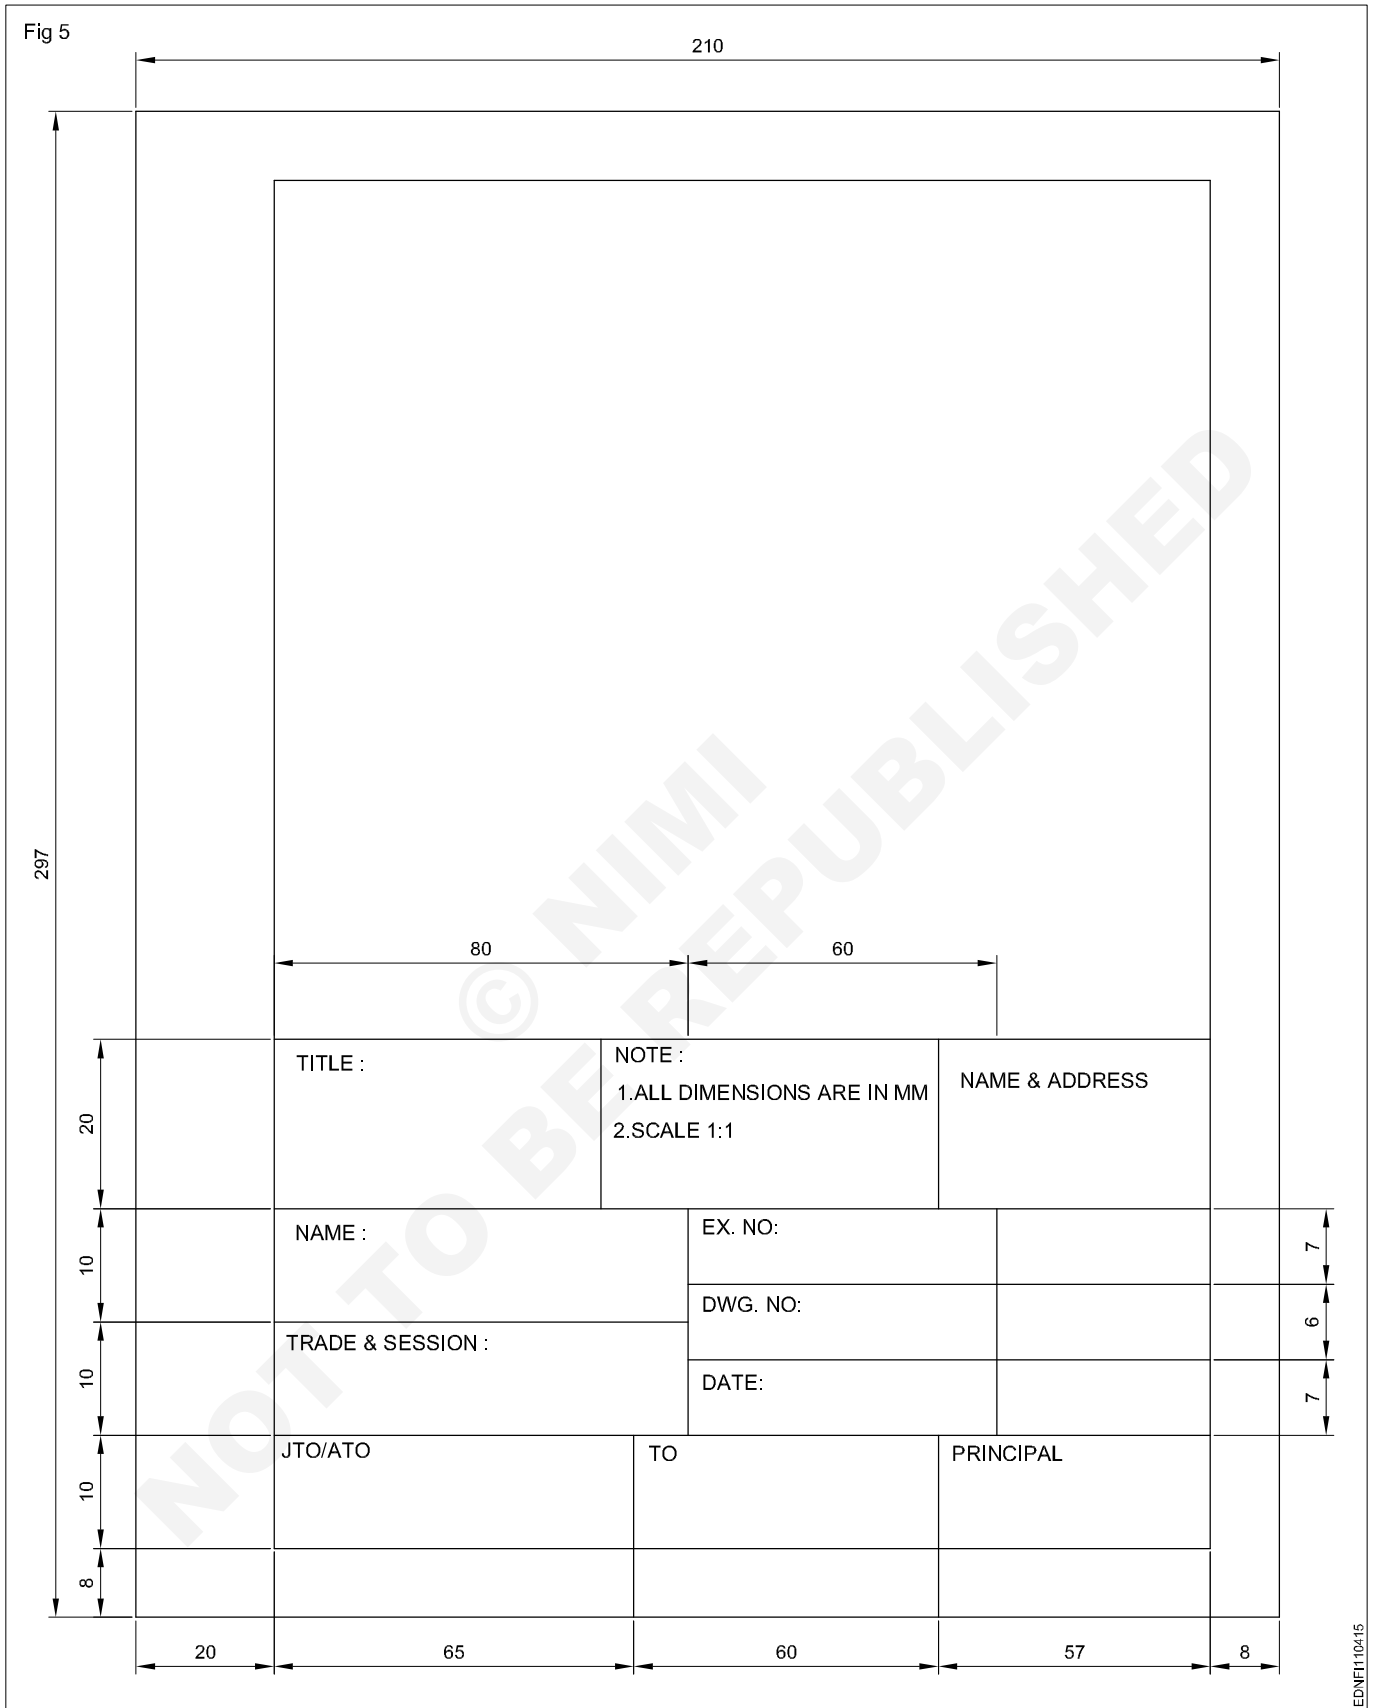 Fig 5
210
297
80
60
TITLE :
NOTE :
1.ALL DIMENSIONS ARE IN MM
2.SCALE 1:1
NAME & ADDRESS
20
NAME :
EX. NO:
10
7
DWG. NO:
6
TRADE & SESSION :
10
DATE:
7
JTO/ATO
TO
PRINCIPAL
10
8
20
65
60
57
8
EDNFI110415
© NIMI
NOT TO BE REPUBLISHED